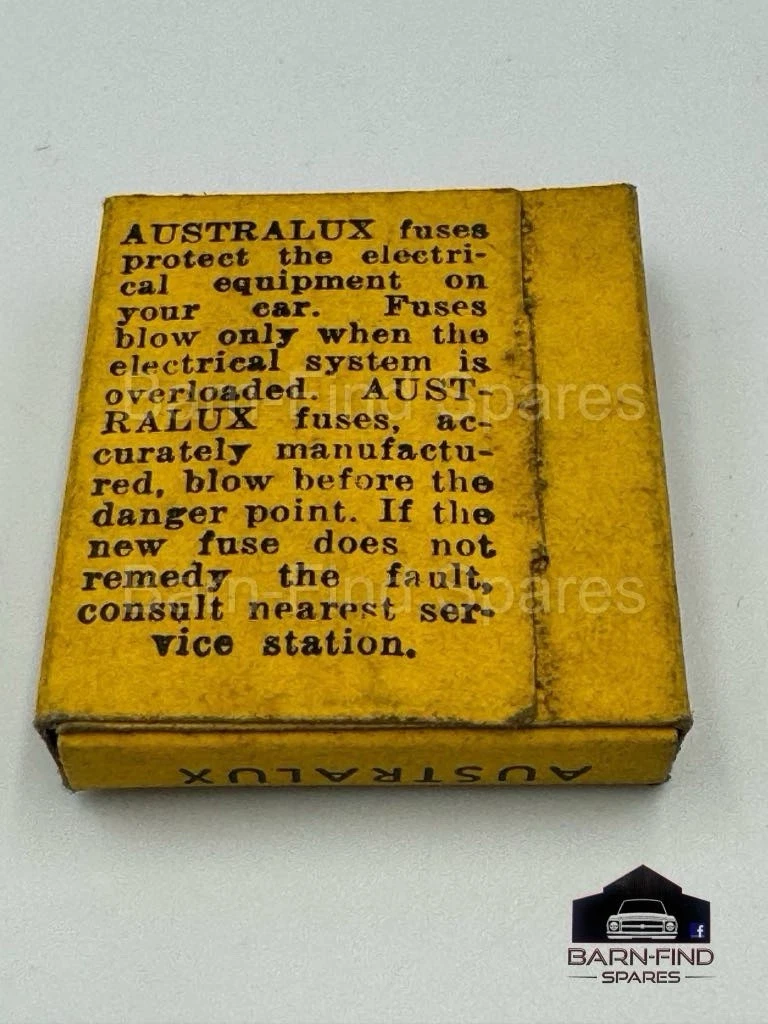 AUSTRALUX fuses
protect the electri-
cal equipment on
your car. Fuses
blow only when the
electrical system is
overloaded. AUST-
RALUX fuses, ac-
curately manufactu-
red, blow before the
danger point. If the
new fuse does not
remedy the fault,
consult nearest ser-
vice station.
AUSTRALUX
Barn-Find Spares
Barn-Find Spares
f
BARN-FIND
SPARES